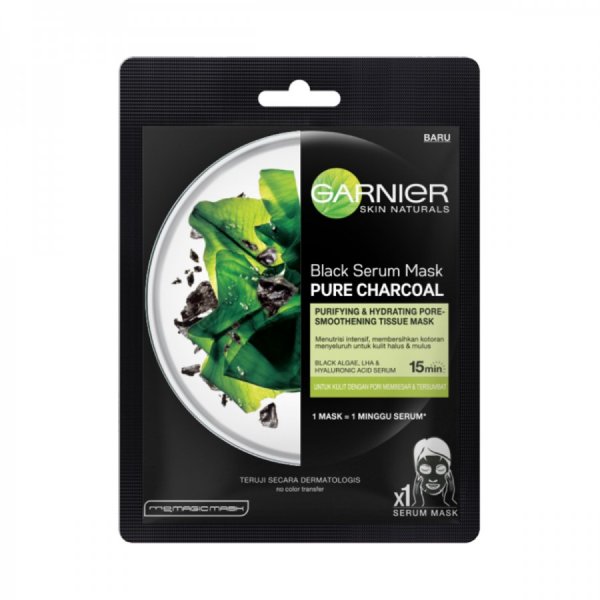 BARU
GARNIER
SKIN NATURALS
Black Serum Mask
PURE CHARCOAL
PURIFYING & HYDRATING PORE-
SMOOTHENING TISSUE MASK
Menutrisi intensif, membersihkan kotoran
menyeluruh untuk kulit halus & mulus
BLACK ALGAE, LHA &
HYALURONIC ACID SERUM
15min
UNTUK KULIT DENGAN PORI MEMBESAR & TERSUMBAT
1 MASK = 1 MINGGU SERUM*
TERUJI SECARA DERMATOLOGIS
no color transfer
x1
SERUM MASK